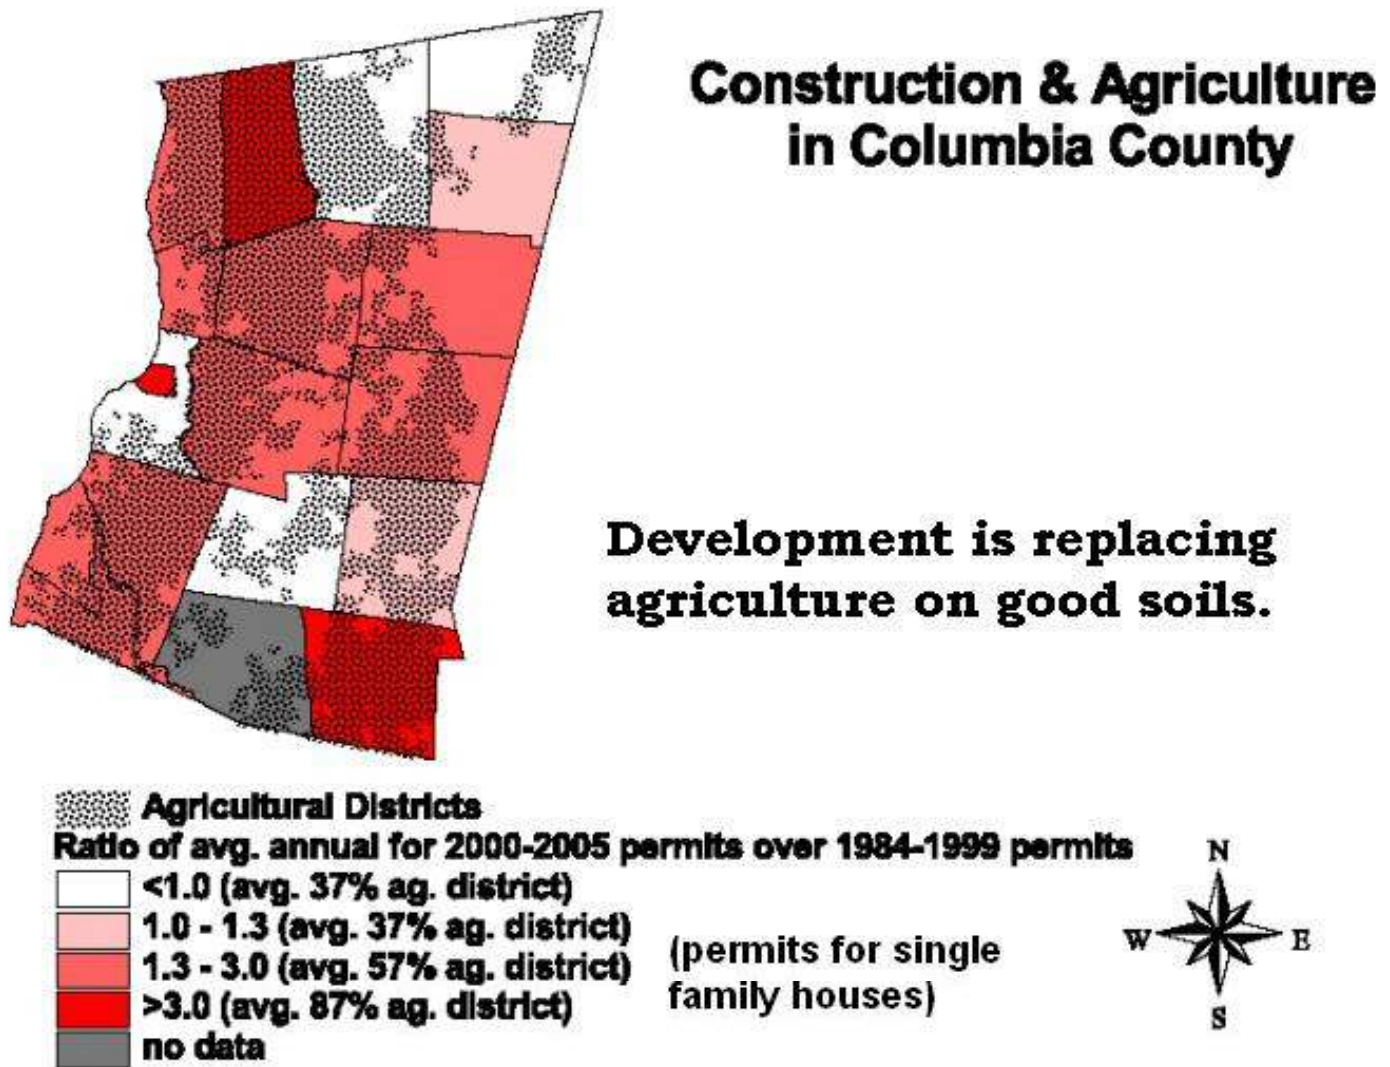 Construction & Agriculture
in Columbia County
Development is replacing
agriculture on good soils.
Agricultural Districts
Ratio of avg. annual for 2000-2005 permits over 1984-1999 permits
<1.0 (avg. 37% ag. district)
1.0 - 1.3 (avg. 37% ag. district)
1.3 - 3.0 (avg. 57% ag. district)
>3.0 (avg. 87% ag. district)
no data
(permits for single
family houses)
N
W E
S